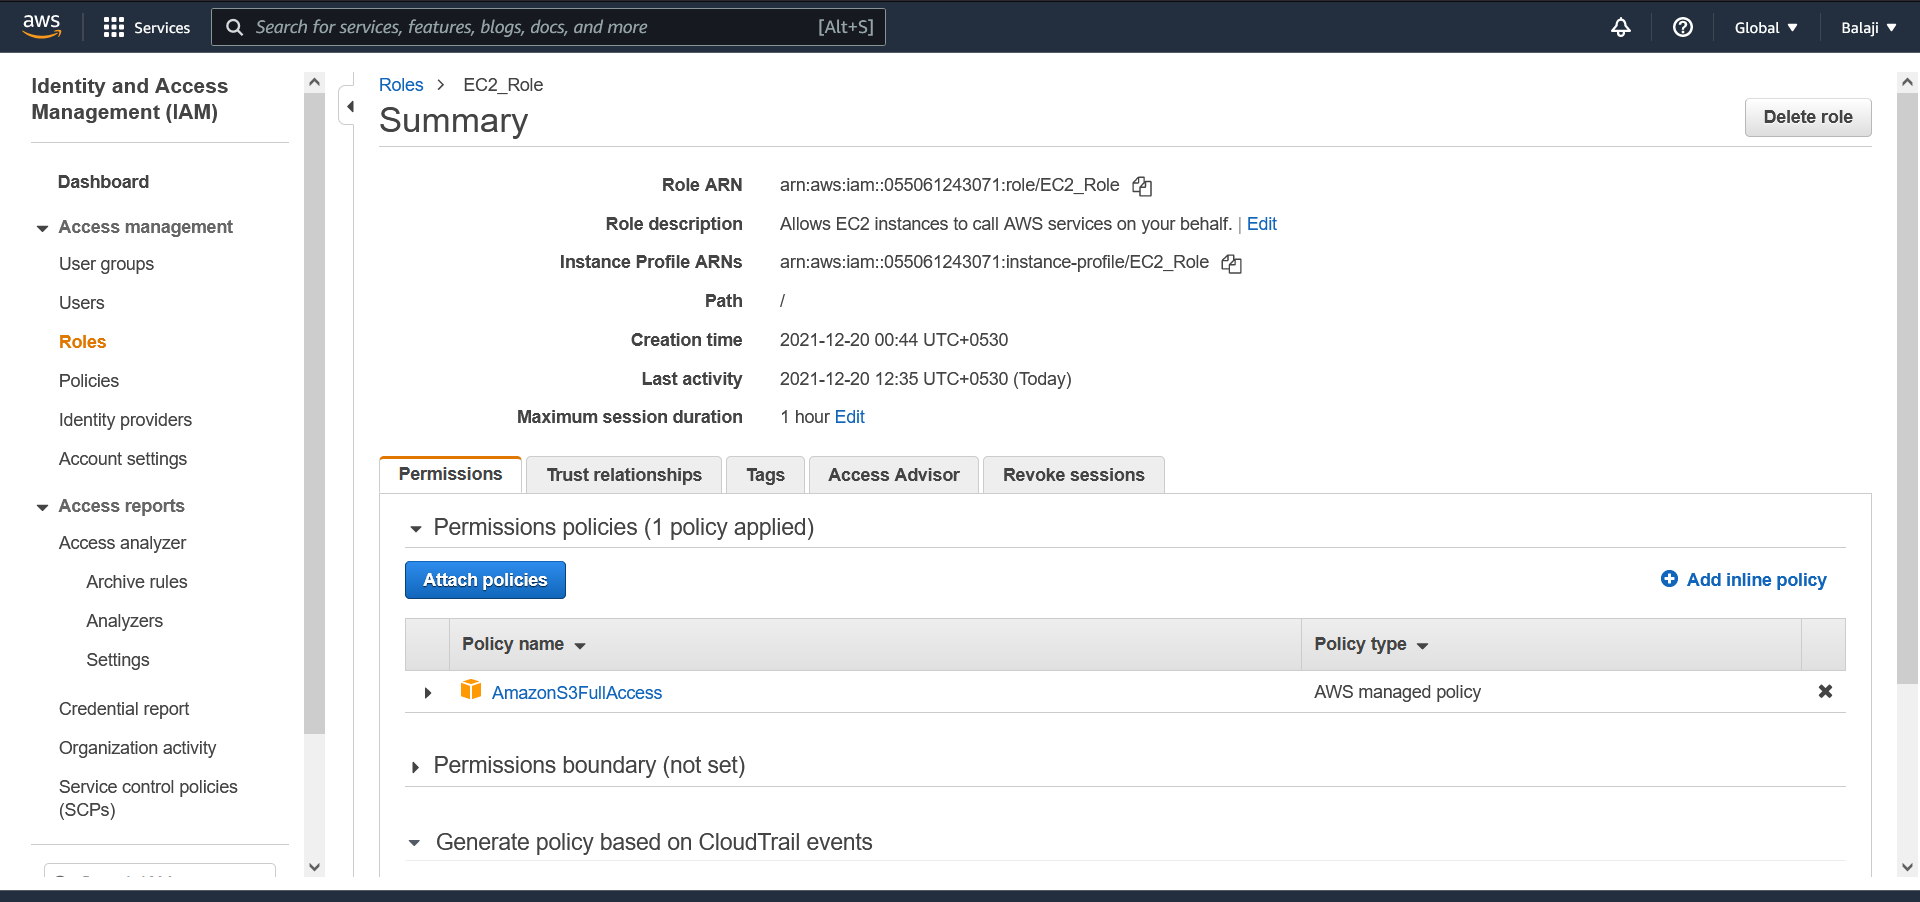 aws
Services
Search for services, features, blogs, docs, and more
[Alt+S]
Global
Balaji
Identity and Access
Management (IAM)
Dashboard
Access management
User groups
Users
Roles
Policies
Identity providers
Account settings
Access reports
Access analyzer
Archive rules
Analyzers
Settings
Credential report
Organization activity
Service control policies
(SCPs)
Roles > EC2_Role
Summary
Delete role
Role ARN arn:aws:iam::055061243071:role/EC2_Role
Role description Allows EC2 instances to call AWS services on your behalf. | Edit
Instance Profile ARNs arn:aws:iam::055061243071:instance-profile/EC2_Role
Path /
Creation time 2021-12-20 00:44 UTC+0530
Last activity 2021-12-20 12:35 UTC+0530 (Today)
Maximum session duration 1 hour Edit
Permissions Trust relationships Tags Access Advisor Revoke sessions
Permissions policies (1 policy applied)
Attach policies
Add inline policy
Policy name Policy type
AmazonS3FullAccess AWS managed policy
Permissions boundary (not set)
Generate policy based on CloudTrail events